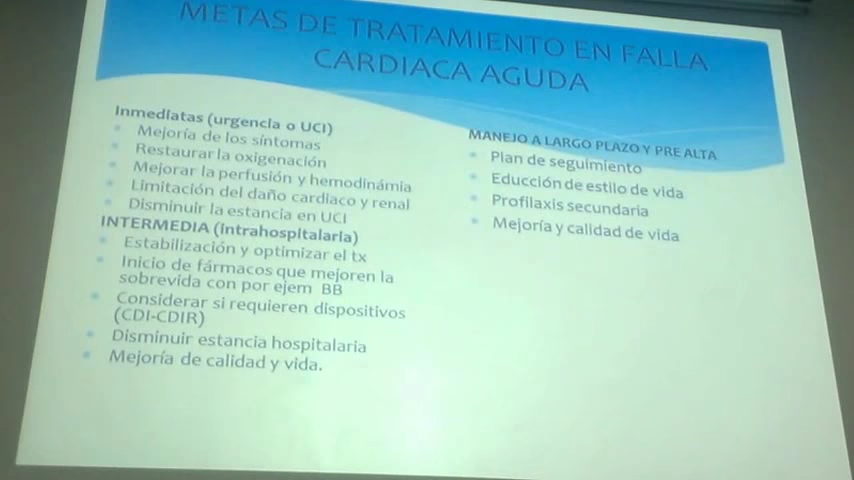 METAS DE TRATAMIENTO EN FALLA
CARDIACA AGUDA
Inmediatas (urgencia o UCI)
Mejoría de los síntomas
Restaurar la oxigenación
Mejorar la perfusión y hemodinámia
Limitación del daño cardiaco y renal
Disminuir la estancia en UCI
INTERMEDIA (Intrahospitalaria)
Estabilización y optimizar el tx
Inicio de fármacos que mejoren la
sobrevida con por ejem BB
Considerar si requieren dispositivos
(CDI-CDIR)
Disminuir estancia hospitalaria
Mejoría de calidad y vida.
MANEJO A LARGO PLAZO Y PRE ALTA
Plan de seguimiento
Educción de estilo de vida
Profilaxis secundaria
Mejoría y calidad de vida